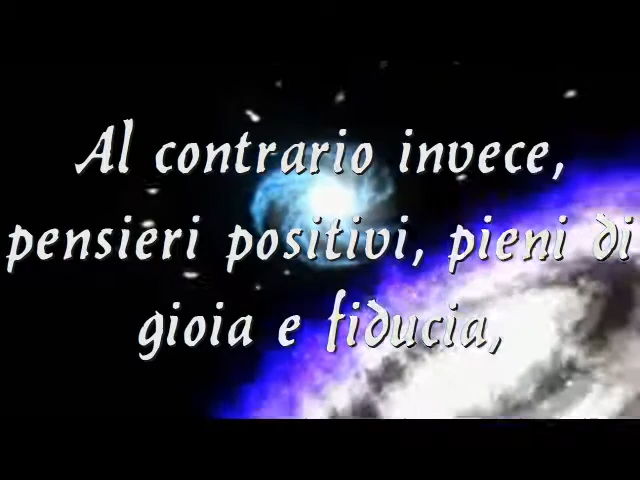 Al contrario invece,
pensieri positivi, pieni di
gioia e fiducia,